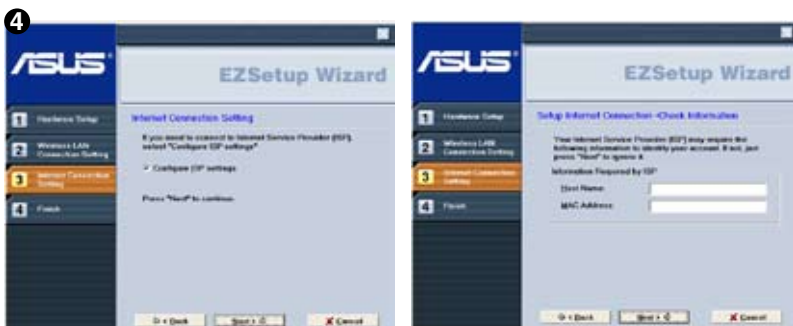 4
ASUS
EZSetup Wizard
1 Hardware Setup
2 Wireless LAN
Connection Setting
3 Internet Connection
Setting
4 Finish
Internet Connection Setting
If you need to connect to Internet Service Provider (ISP),
select "Configure ISP settings"
Configure ISP settings
Press "Next" to continue.
< Back
Next >
Cancel
ASUS
EZSetup Wizard
1 Hardware Setup
2 Wireless LAN
Connection Setting
3 Internet Connection
Setting
4 Finish
Setup Internet Connection -Check Information
Your Internet Service Provider (ISP) may require the
following information to identify your account. If not, just
press "Next" to ignore it.
Information Required by ISP
Host Name:
MAC Address:
< Back
Next >
Cancel